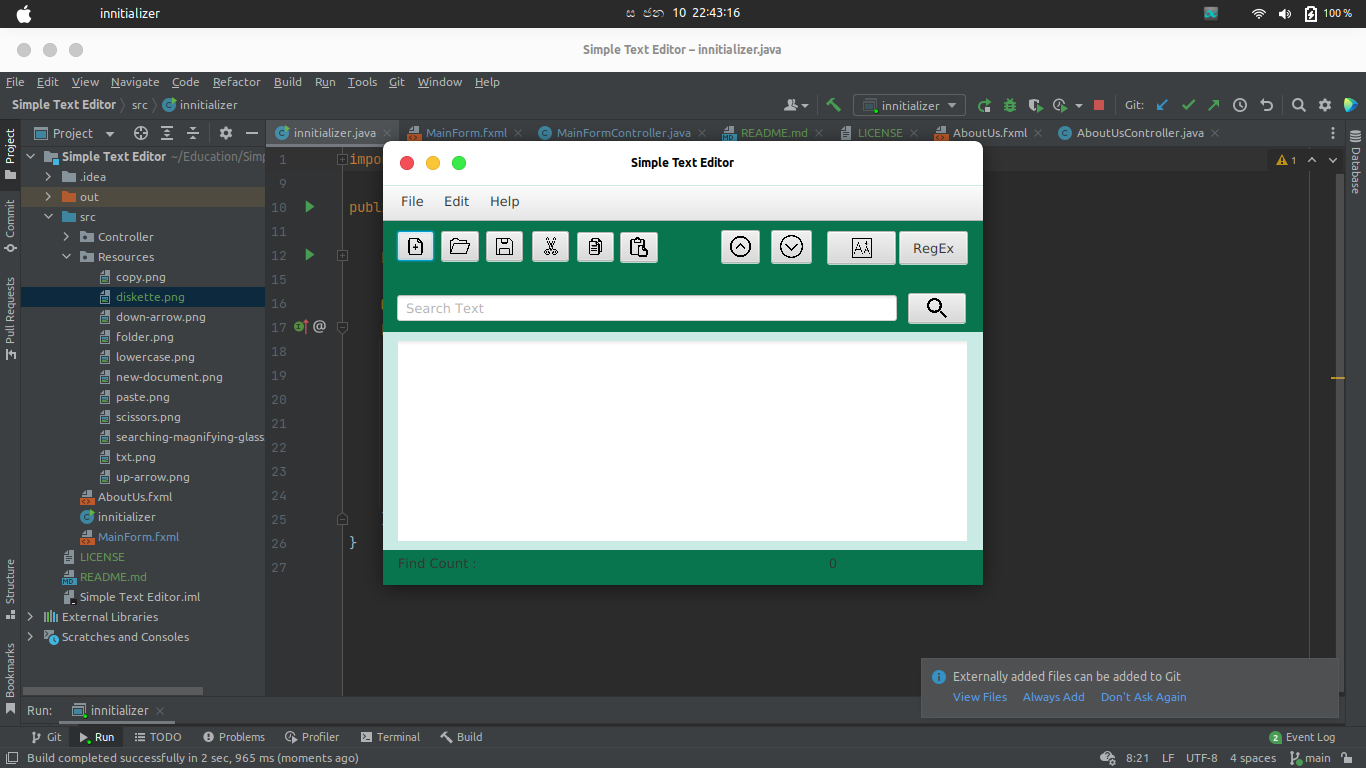 innitializer
ස ජන 10 22:43:16
100 %
Simple Text Editor – innitializer.java
File Edit View Navigate Code Refactor Build Run Tools Git Window Help
Simple Text Editor src innitializer
innitializer
Git:
Project
innitializer.java MainForm.fxml MainFormController.java README.md LICENSE AboutUs.fxml AboutUsController.java
Project
Commit
Pull Requests
Structure
Bookmarks
Database
Simple Text Editor ~/Education/Sim
.idea
out
src
Controller
Resources
copy.png
diskette.png
down-arrow.png
folder.png
lowercase.png
new-document.png
paste.png
scissors.png
searching-magnifying-glass
txt.png
up-arrow.png
AboutUs.fxml
innitializer
MainForm.fxml
LICENSE
README.md
Simple Text Editor.iml
External Libraries
Scratches and Consoles
1 impo
9
10 publ
11
12
15
16
17 @
18
19
20
21
22
23
24
25
26 }
27
1
Simple Text Editor
File Edit Help
RegEx
Search Text
Find Count : 0
Externally added files can be added to Git
View Files Always Add Don't Ask Again
Run: innitializer
Git Run TODO Problems Profiler Terminal Build
2 Event Log
Build completed successfully in 2 sec, 965 ms (moments ago)
8:21 LF UTF-8 4 spaces main